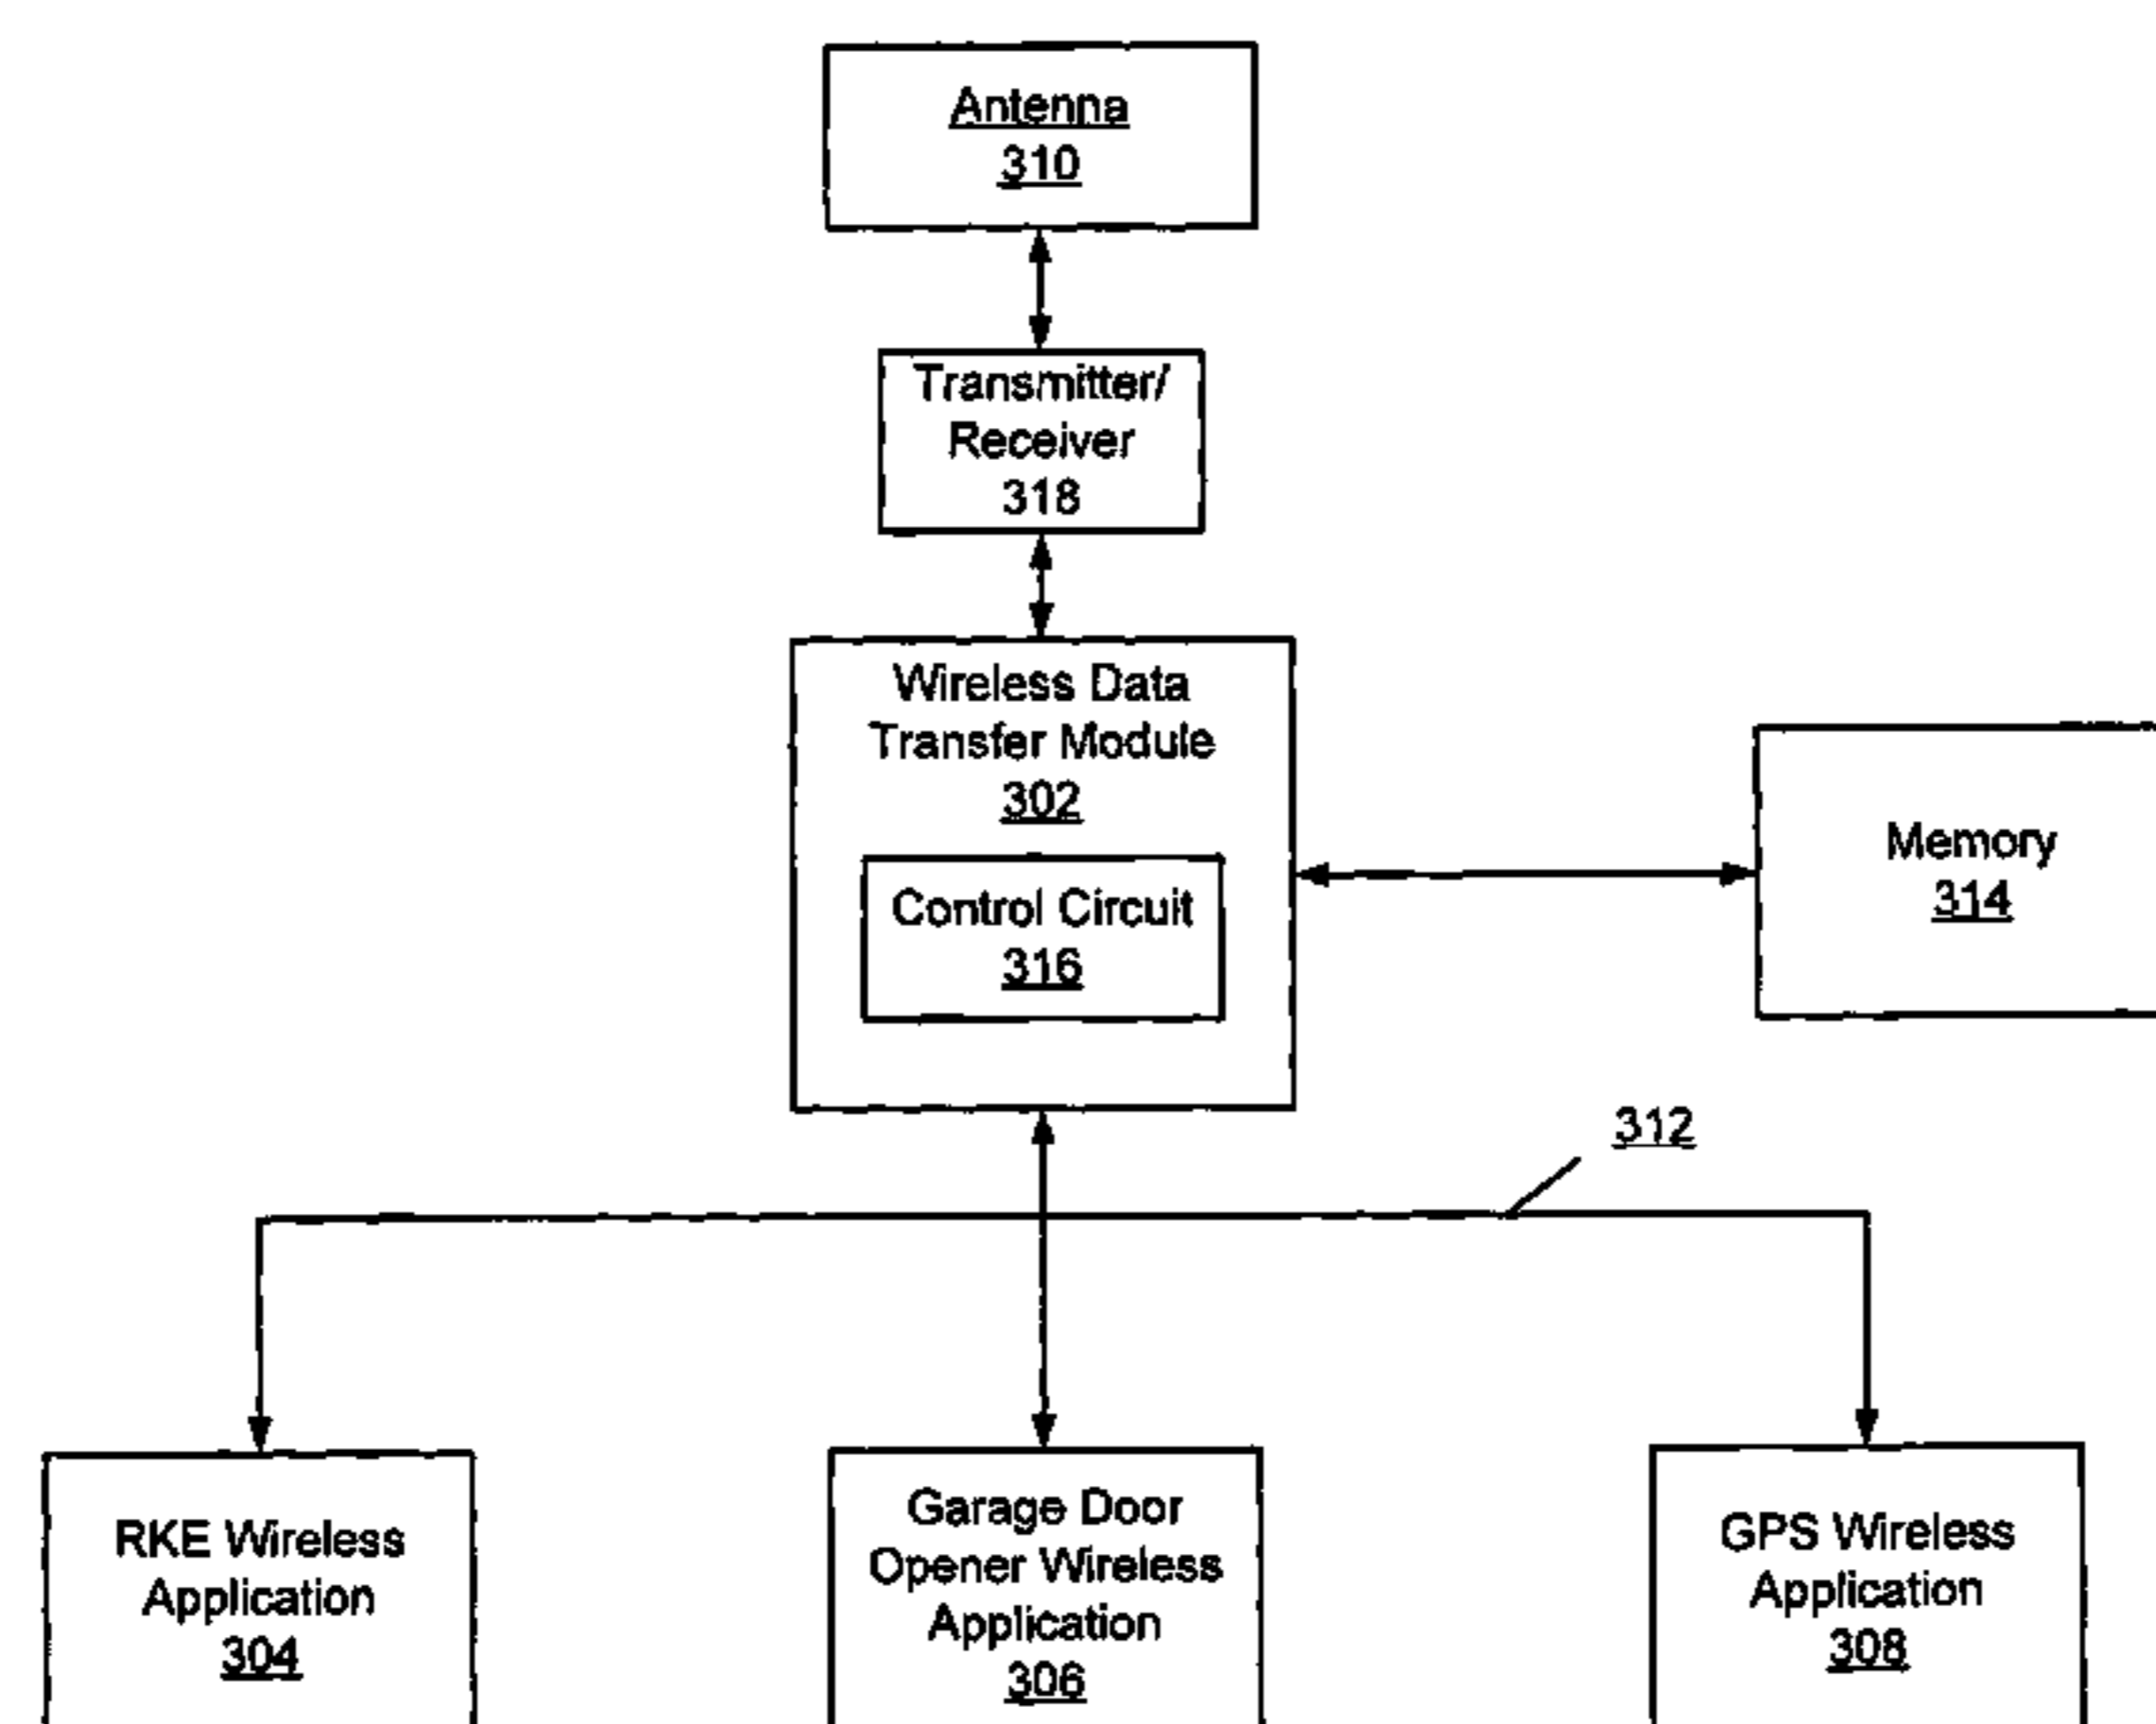 Antenna
310
Transmitter/
Receiver
318
Wireless Data
Transfer Module
302
Control Circuit
316
Memory
314
312
RKE Wireless
Application
304
Garage Door
Opener Wireless
Application
306
GPS Wireless
Application
308